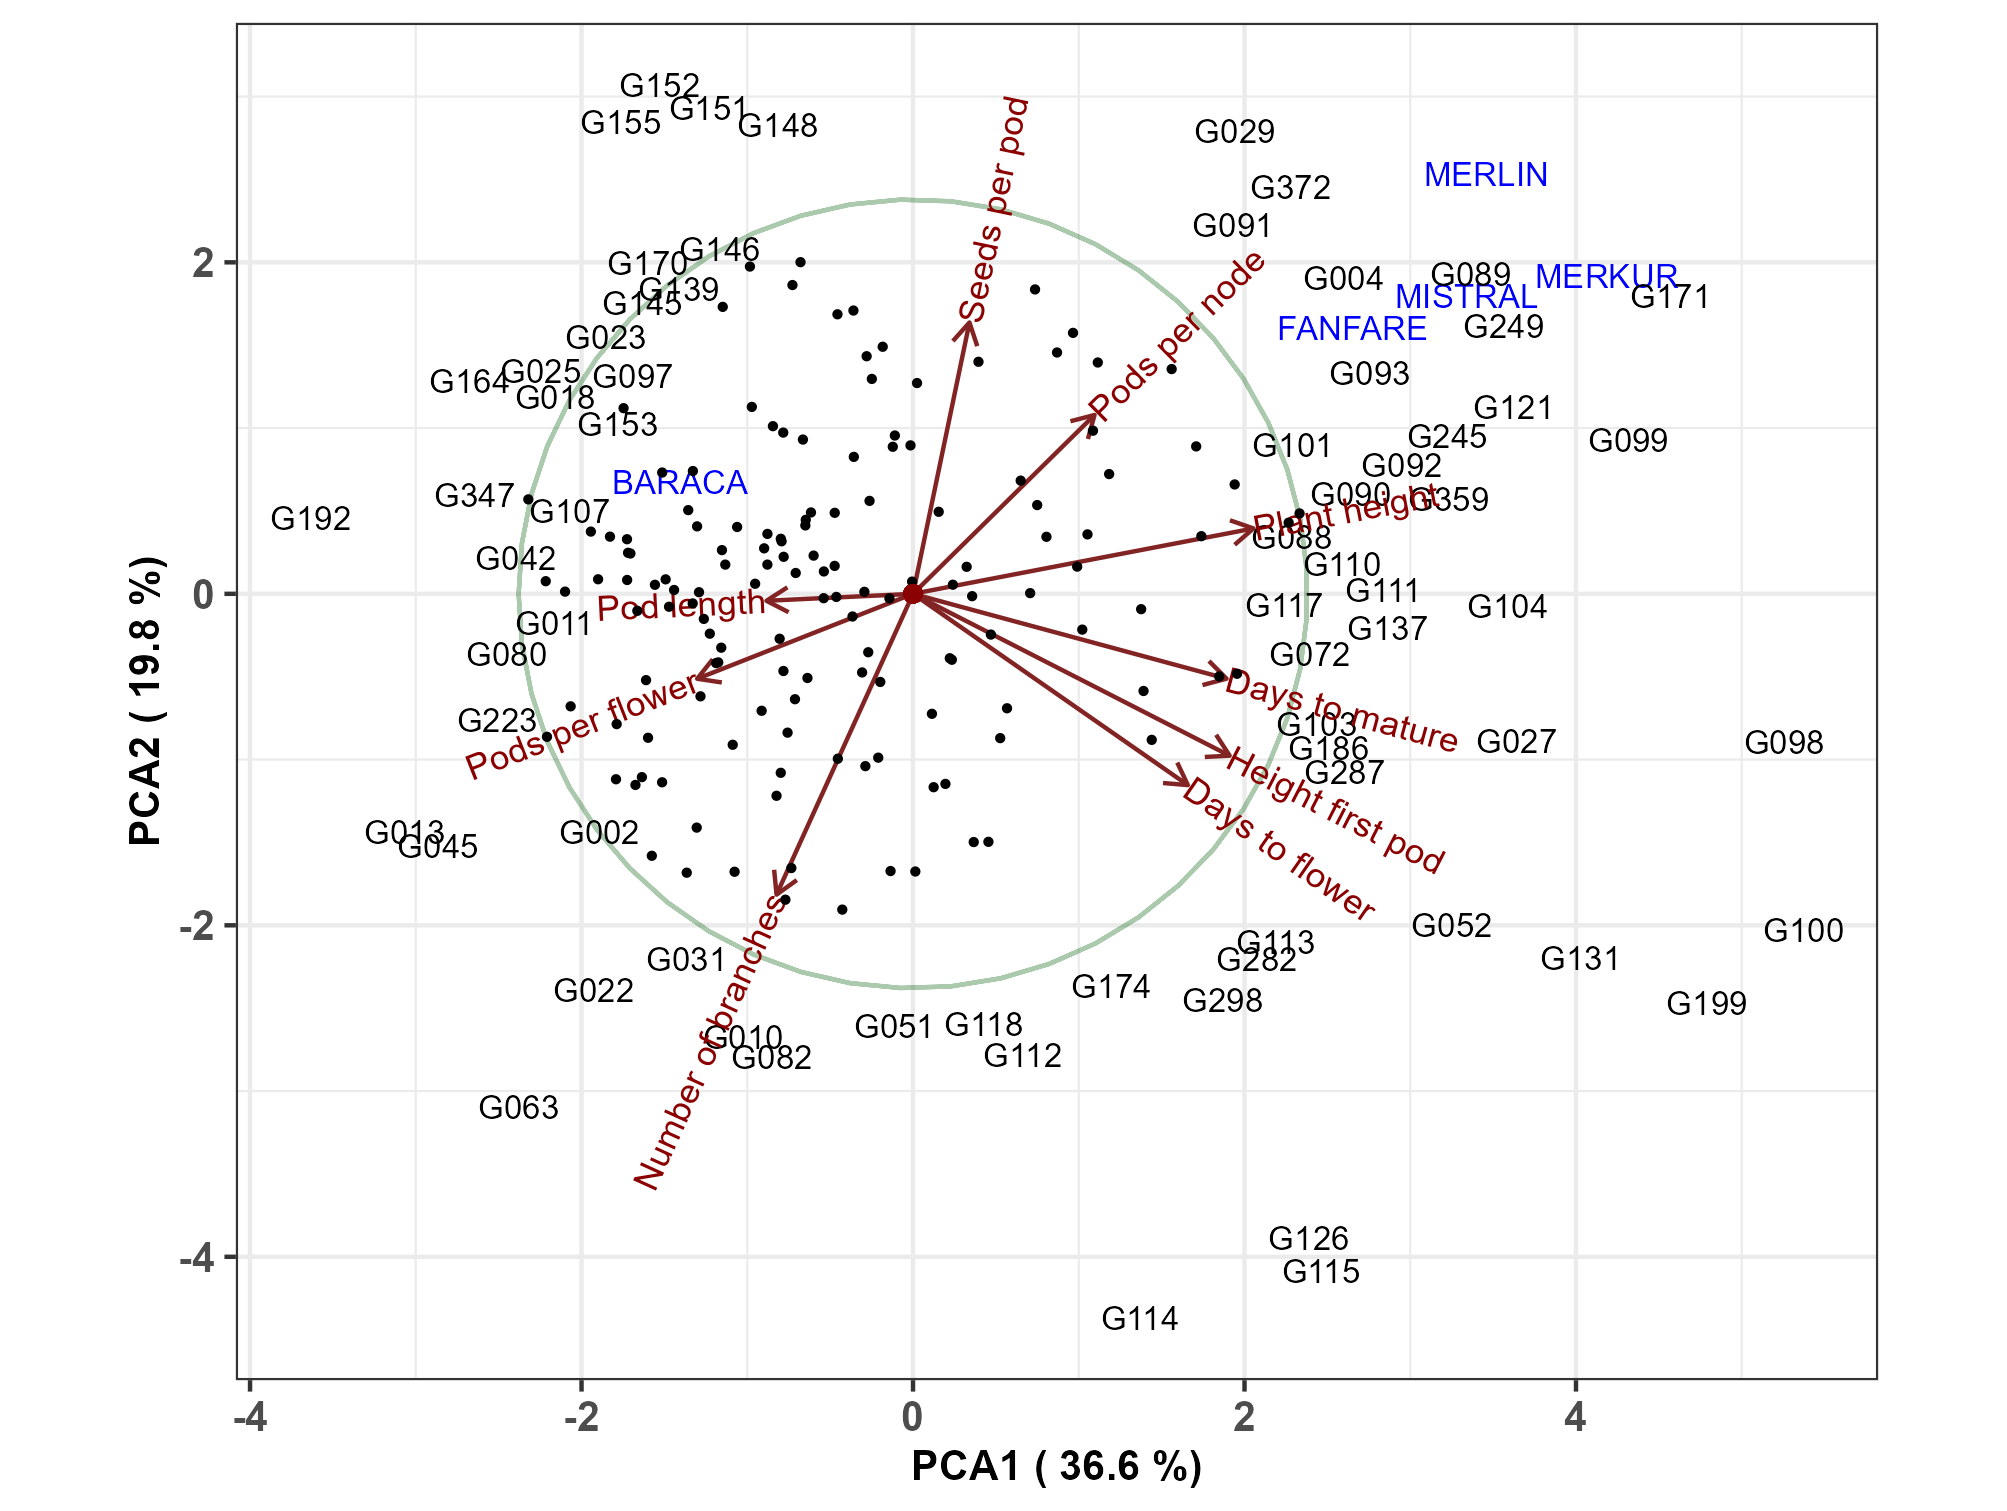 G152
G151
G155
G148
Seeds per pod
G029
MERLIN
G372
G091
G146
G170
2
G139
G145
Pods per node
G004
G089
MERKUR
MISTRAL
G171
FANFARE
G249
G023
G025
G164
G097
G018
G153
G093
G121
G101
G245
G099
G092
BARACA
G347
G107
G192
G090
G359
Plant height
G088
G042
G110
0
Pod length
G111
G117
G104
G011
G137
G080
G072
Pods per flower
G223
Days to mature
G103
G186
G027
G098
G287
Height first pod
Days to flower
G013
G045
G002
-2
Number of branches
G052
G100
G113
G282
G131
G031
G022
G174
G298
G199
G051
G118
G010
G082
G112
G063
G126
-4
G115
G114
-4
-2
0
2
4
PCA1 ( 36.6 %)
PCA2 ( 19.8 %)